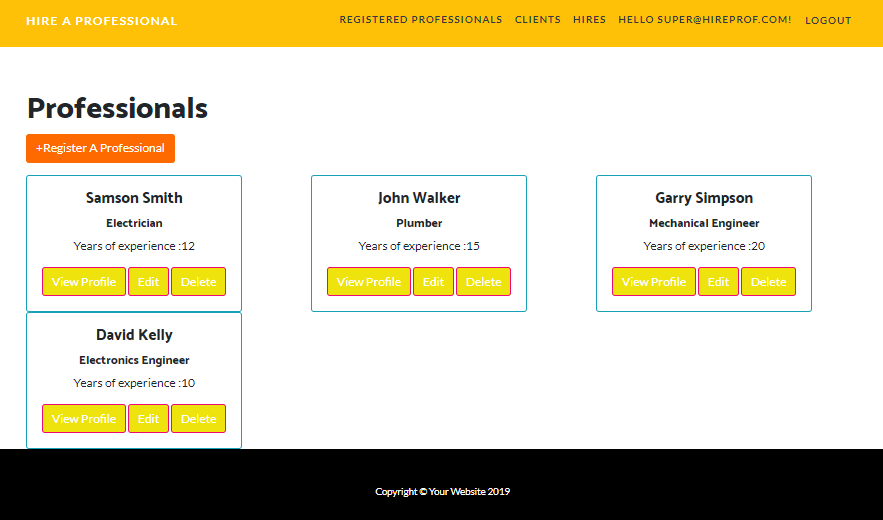 HIRE A PROFESSIONAL
REGISTERED PROFESSIONALS CLIENTS HIRES HELLO SUPER@HIREPROF.COM! LOGOUT
Professionals
+Register A Professional
Samson Smith
Electrician
Years of experience :12
View Profile Edit Delete
John Walker
Plumber
Years of experience :15
View Profile Edit Delete
Garry Simpson
Mechanical Engineer
Years of experience :20
View Profile Edit Delete
David Kelly
Electronics Engineer
Years of experience :10
View Profile Edit Delete
Copyright © Your Website 2019